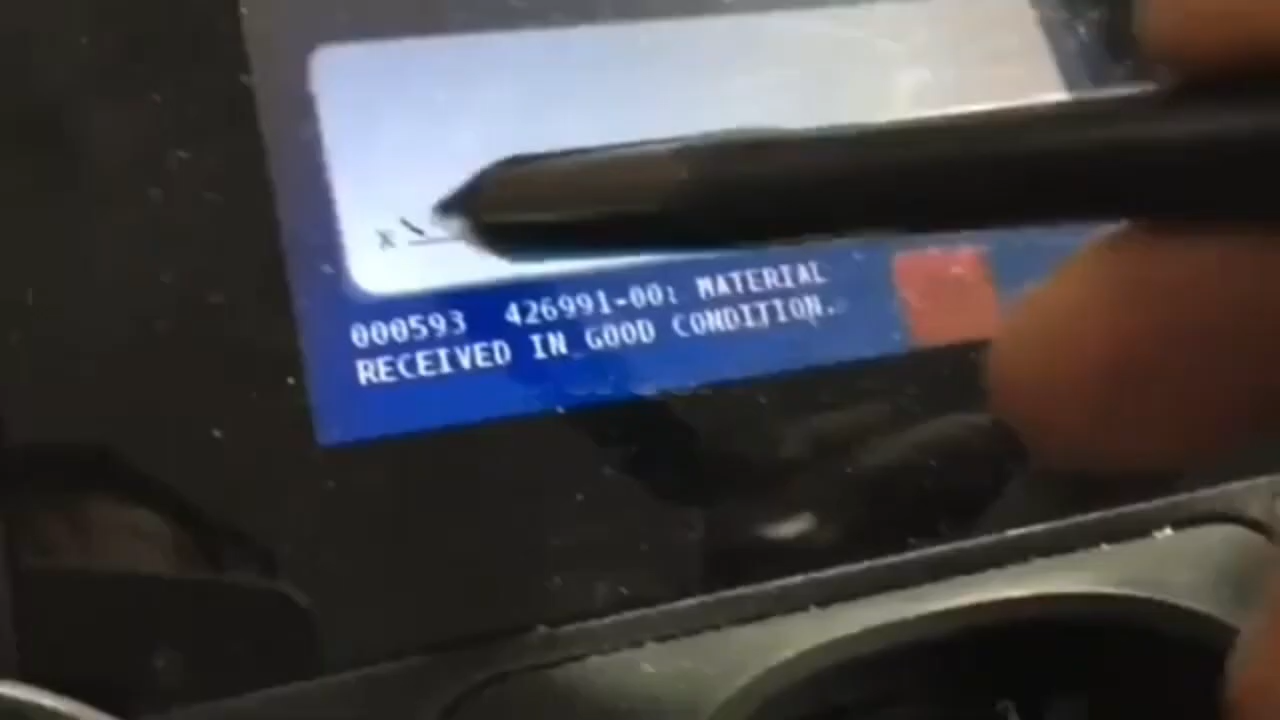 X
000593 426991-00: MATERIAL
RECEIVED IN GOOD CONDITION.